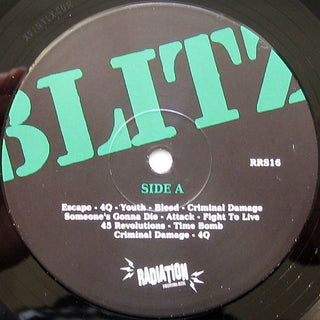 BLITZ
RRS16
SIDE A
Escape - 4Q - Youth - Bleed - Criminal Damage
Someone's Gonna Die - Attack - Fight To Live
45 Revolutions - Time Bomb
Criminal Damage - 4Q
RADIATION